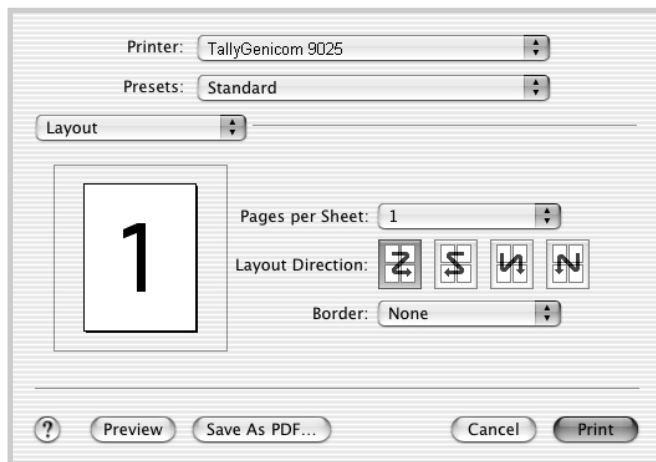 Printer: TallyGenicom 9025
Presets: Standard
Layout
1
Pages per Sheet: 1
Layout Direction:
Border: None
? Preview Save As PDF... Cancel Print